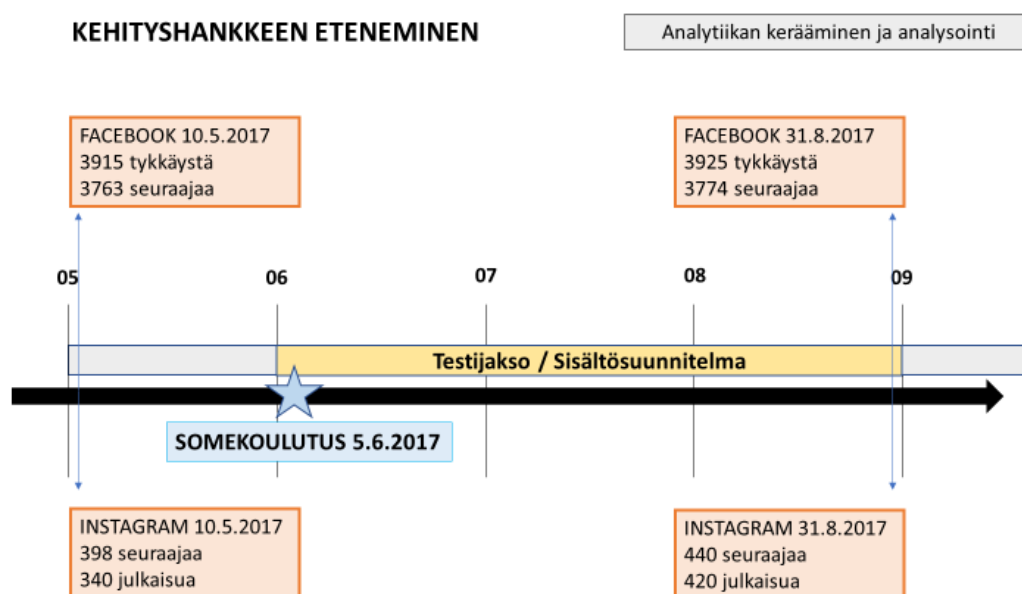 KEHITYSHANKKEEN ETENEMINEN
Analytiikan kerääminen ja analysointi
FACEBOOK 10.5.2017
3915 tykkäystä
3763 seuraajaa
FACEBOOK 31.8.2017
3925 tykkäystä
3774 seuraajaa
05
06
07
08
09
Testijakso / Sisältösuunnitelma
SOMEKOULUTUS 5.6.2017
INSTAGRAM 10.5.2017
398 seuraajaa
340 julkaisua
INSTAGRAM 31.8.2017
440 seuraajaa
420 julkaisua